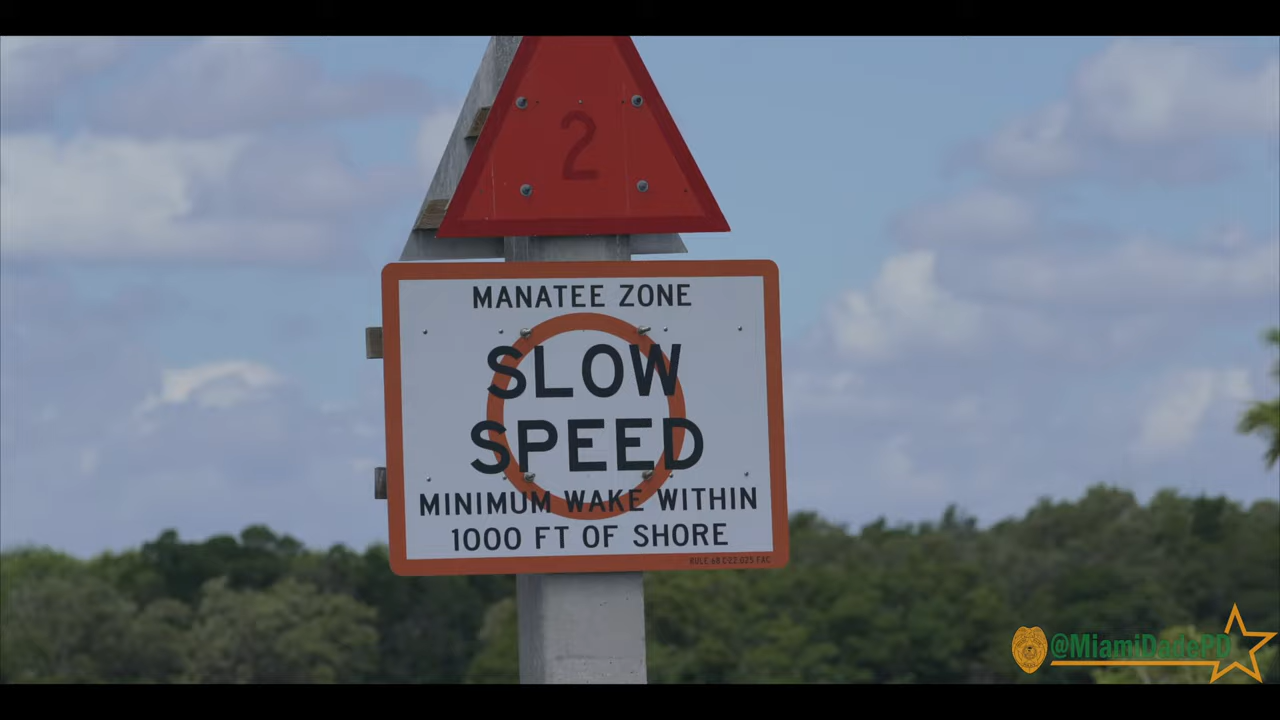 2
MANATEE ZONE
SLOW
SPEED
MINIMUM WAKE WITHIN
1000 FT OF SHORE
@MiamiDadePD